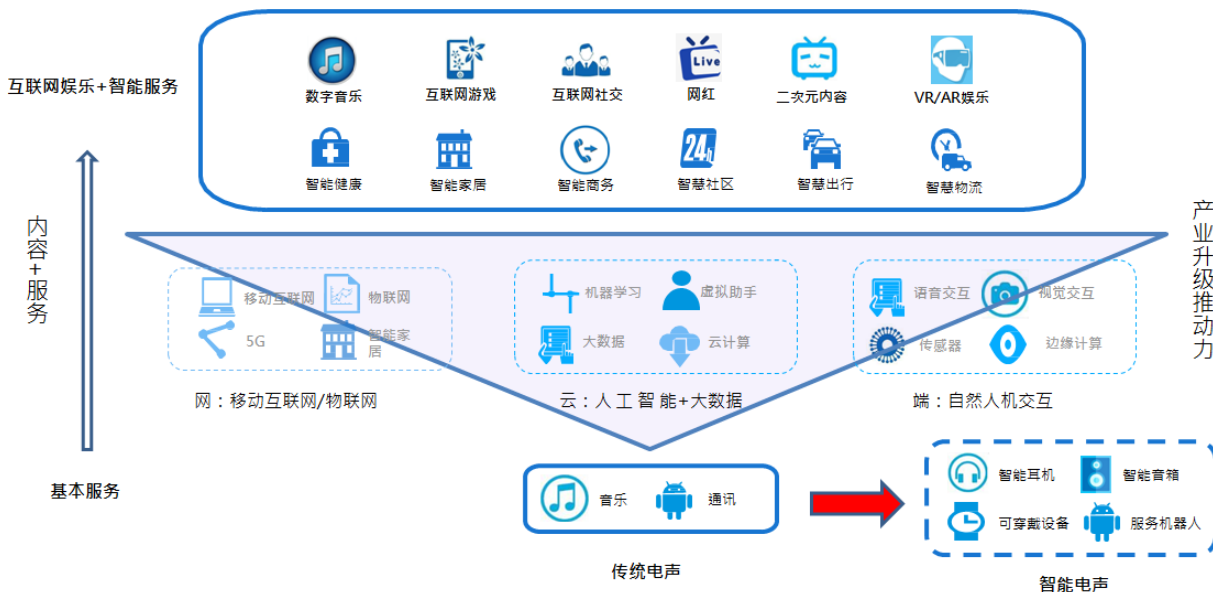 互联网娱乐+智能服务
Live
数字音乐
互联网游戏
互联网社交
网红
二次元内容
VR/AR娱乐
24h
智能健康
智能家居
智能商务
智慧社区
智慧出行
智慧物流
内容+服务
产业升级推动力
移动互联网
物联网
5G
智能家
居
机器学习
虚拟助手
大数据
云计算
语音交互
视觉交互
传感器
边缘计算
网：移动互联网/物联网
云：人工智能+大数据
端：自然人机交互
基本服务
音乐
通讯
智能耳机
智能音箱
可穿戴设备
服务机器人
传统电声
智能电声